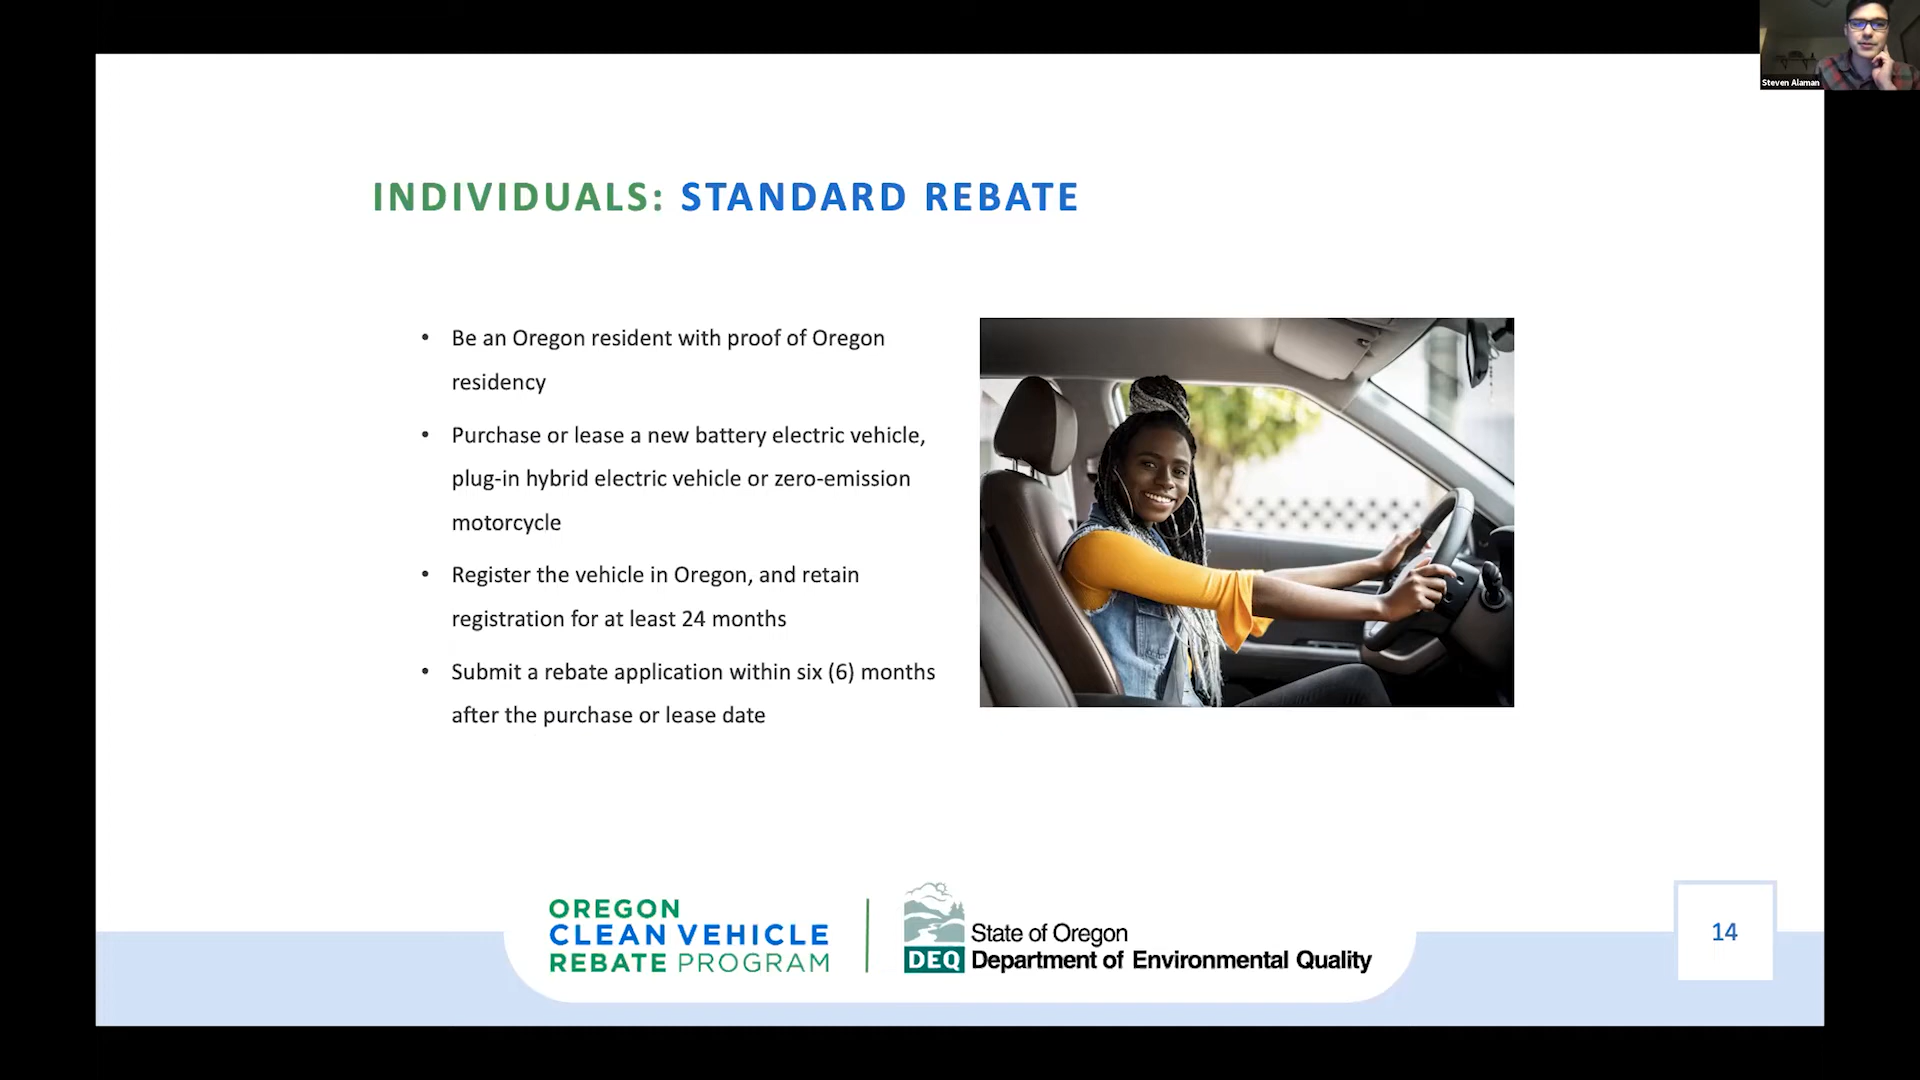 Steven Alaman
INDIVIDUALS: STANDARD REBATE
• Be an Oregon resident with proof of Oregon
residency
• Purchase or lease a new battery electric vehicle,
plug-in hybrid electric vehicle or zero-emission
motorcycle
• Register the vehicle in Oregon, and retain
registration for at least 24 months
• Submit a rebate application within six (6) months
after the purchase or lease date
OREGON
CLEAN VEHICLE
REBATE PROGRAM
DEQ
State of Oregon
Department of Environmental Quality
14